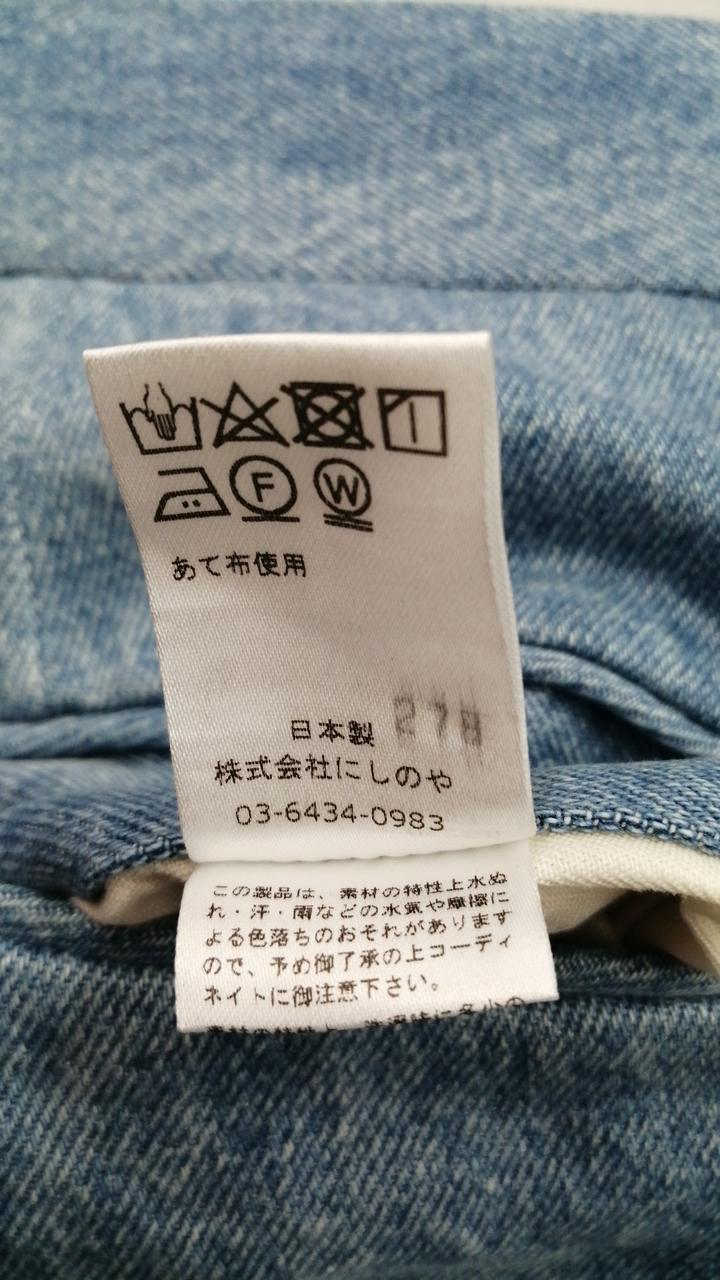 F W
あて布使用
日本製 278
株式会社にしのや
03-6434-0983
この製品は、素材の特性上水ぬ
れ・汗・雨などの水気や摩擦に
よる色落ちのおそれがあります
ので、予め御了承の上コーディ
ネイトに御注意下さい。